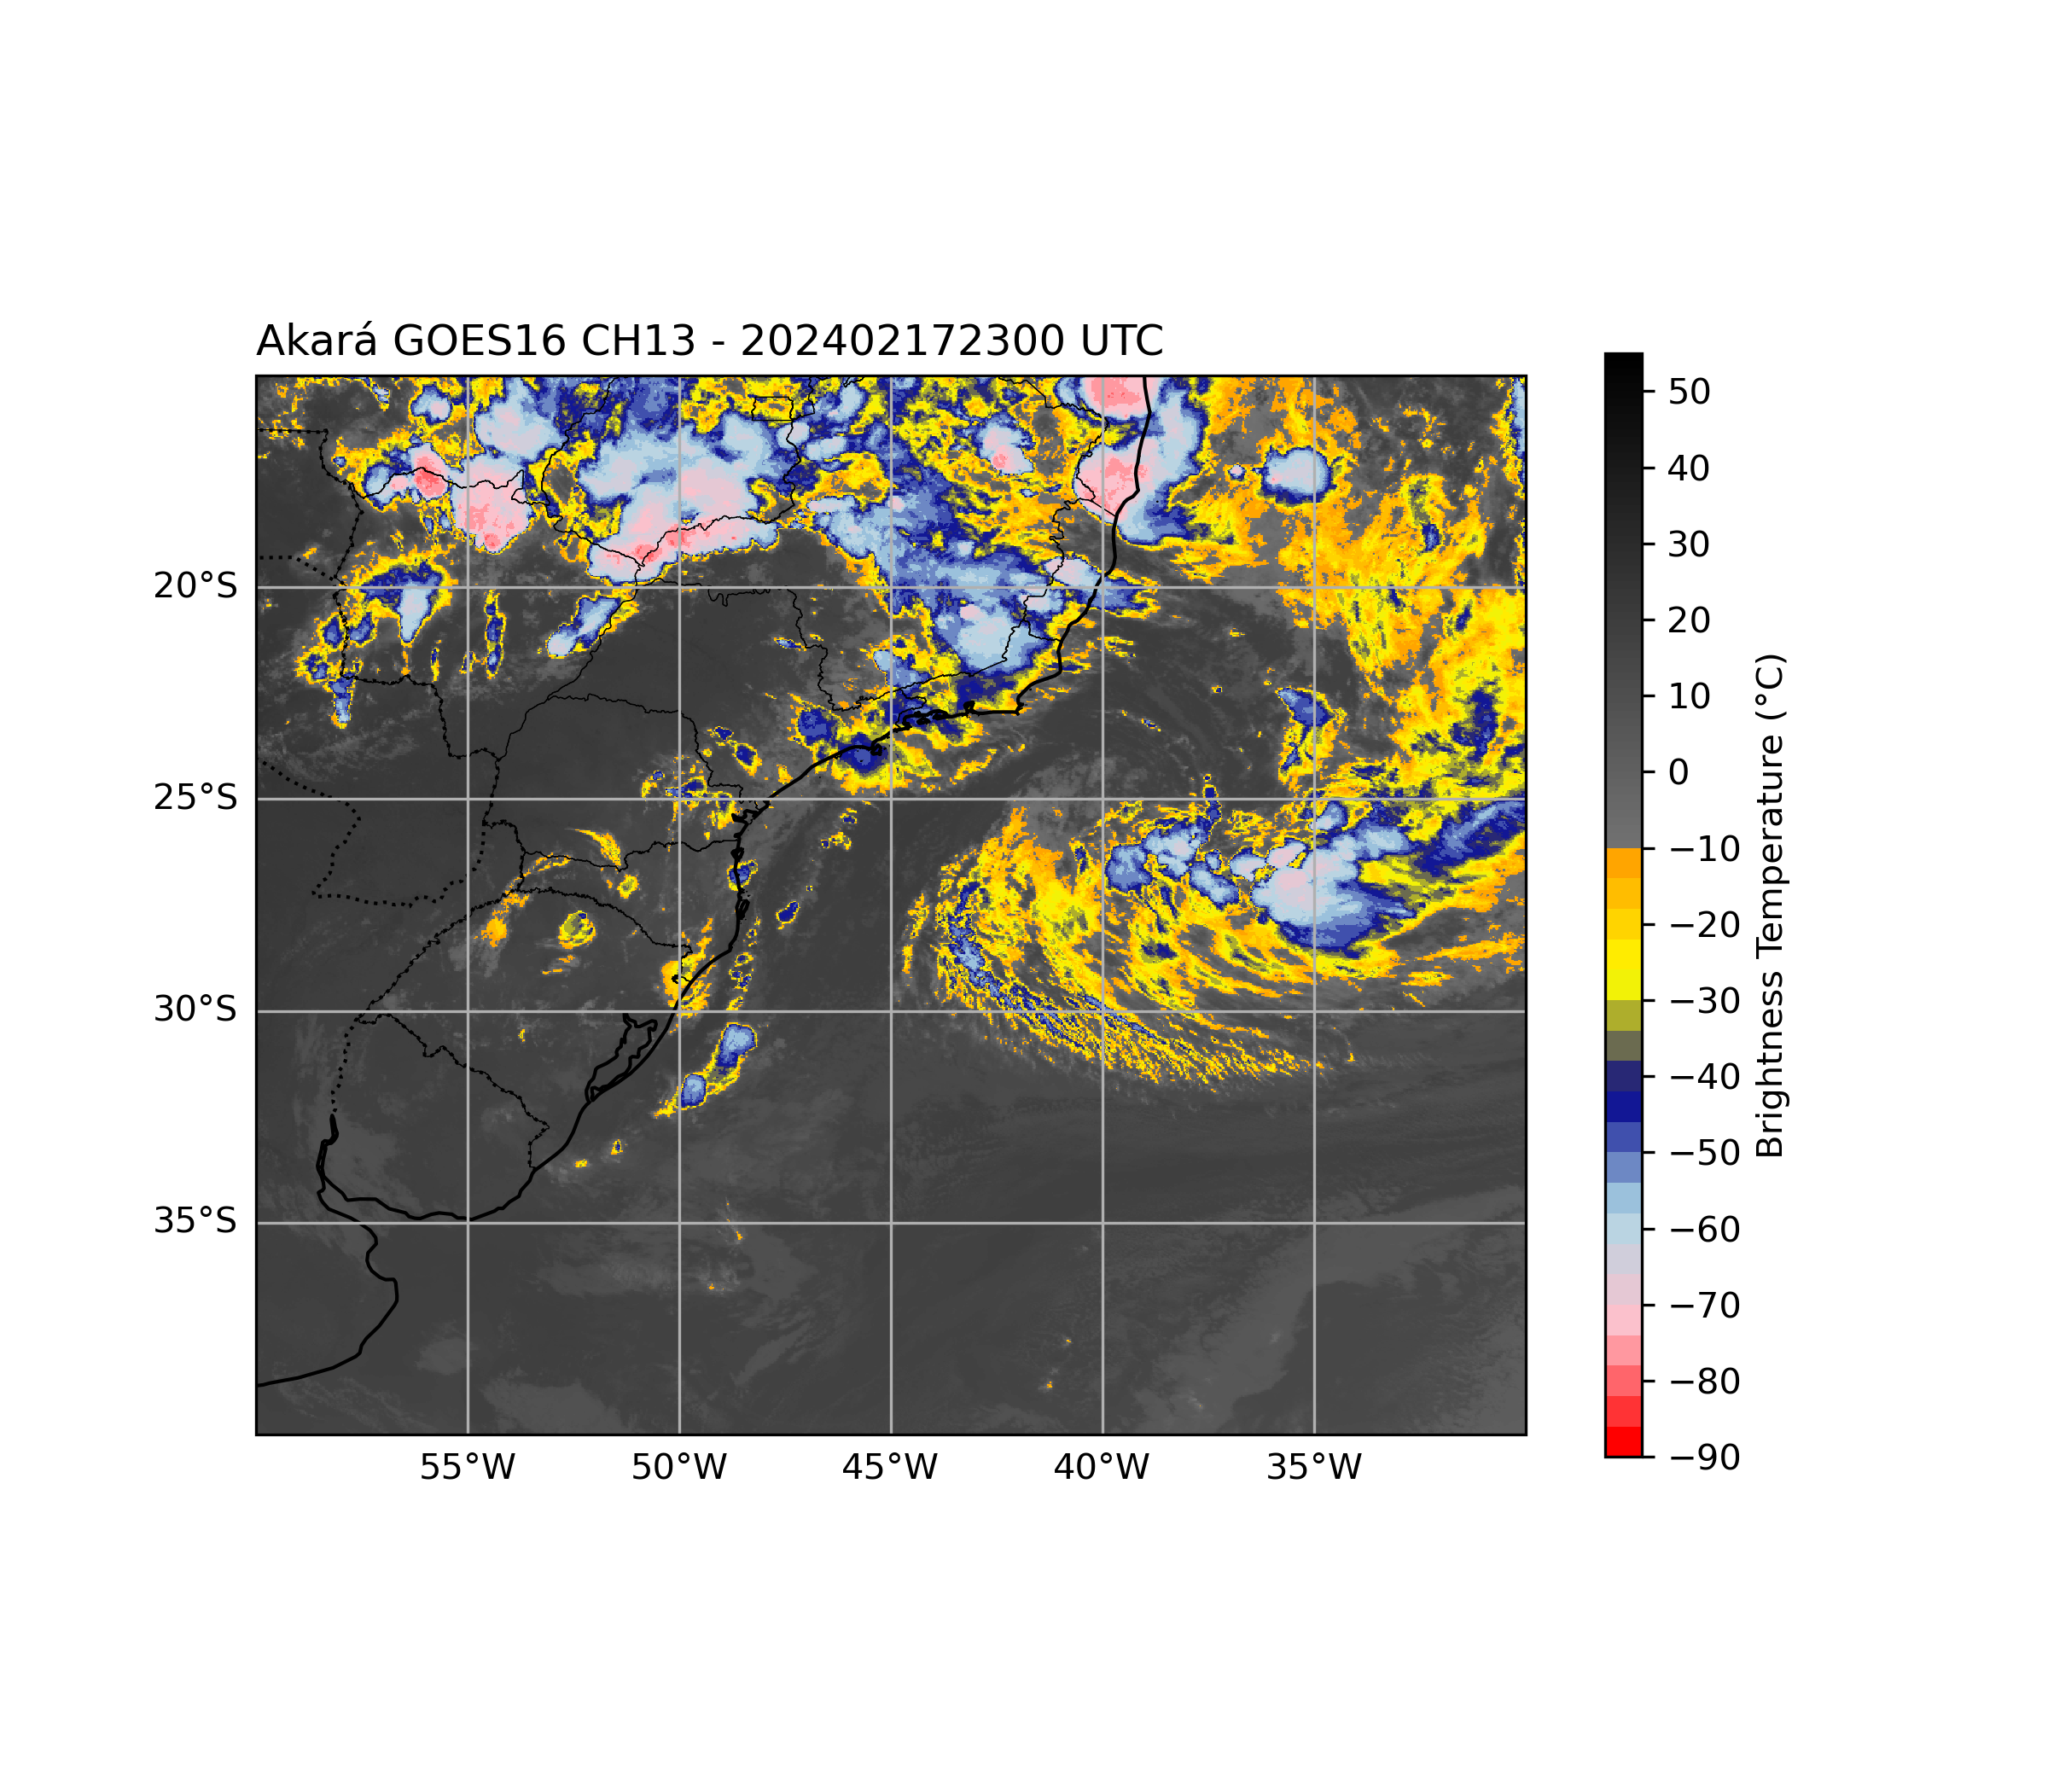 Akará GOES16 CH13 - 202402172300 UTC
20°S
25°S
30°S
35°S
55°W
50°W
45°W
40°W
35°W
50
40
30
20
10
0
−10
−20
−30
−40
−50
−60
−70
−80
−90
Brightness Temperature (°C)